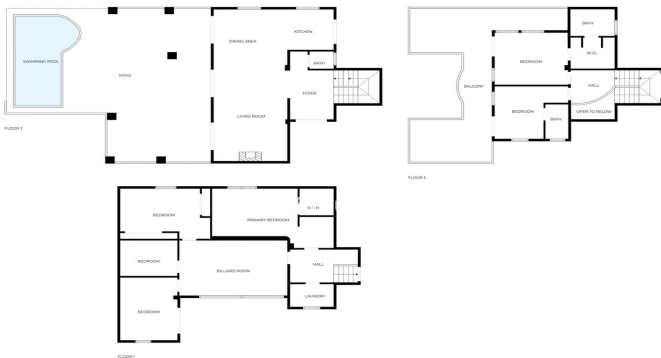 SWIMMING POOL
PATIO
DINING AREA
KITCHEN
BATH
FOYER
LIVING ROOM
FLOOR 2
BATH
W.I.C.
BEDROOM
HALL
BALCONY
BEDROOM
BATH
OPEN TO BELOW
FLOOR 3
BEDROOM
PRIMARY BEDROOM
BEDROOM
BILLIARD ROOM
HALL
BEDROOM
LAUNDRY
FLOOR 1